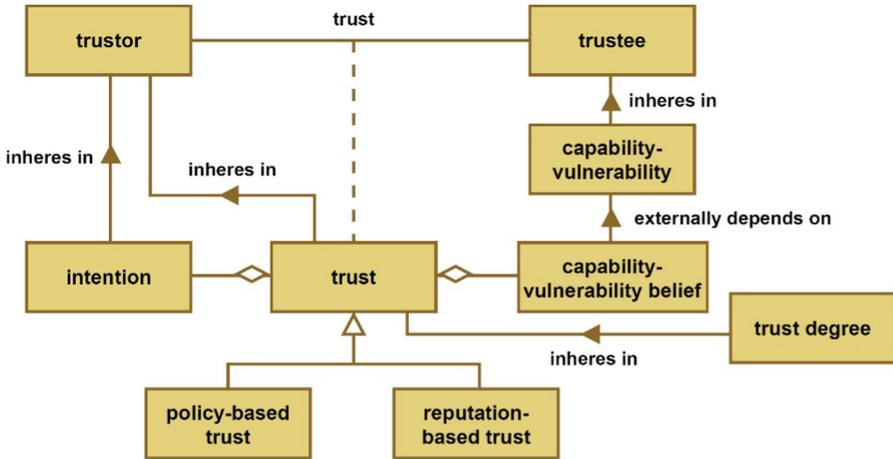 trust
trustor
trustee
inheres in
capability-
vulnerability
inheres in
inheres in
externally depends on
intention
trust
capability-
vulnerability belief
trust degree
inheres in
policy-based
trust
reputation-
based trust